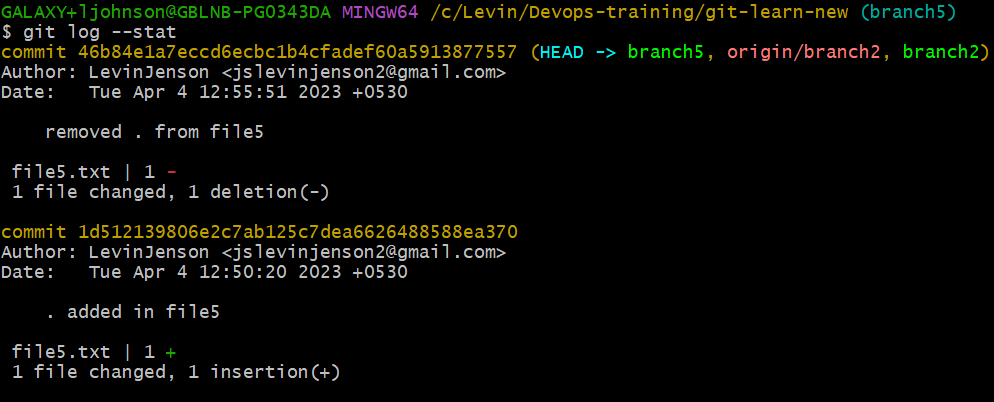 GALAXY+ljohnson@GBLNB-PG0343DA MINGW64 /c/Levin/Devops-training/git-learn-new (branch5)
$ git log --stat
commit 46b84e1a7eccd6ecbc1b4cfadef60a5913877557 (HEAD -> branch5, origin/branch2, branch2)
Author: LevinJenson <jslevinjenson2@gmail.com>
Date:   Tue Apr 4 12:55:51 2023 +0530

    removed . from file5

 file5.txt | 1 -
 1 file changed, 1 deletion(-)

commit 1d512139806e2c7ab125c7dea6626488588ea370
Author: LevinJenson <jslevinjenson2@gmail.com>
Date:   Tue Apr 4 12:50:20 2023 +0530

    . added in file5

 file5.txt | 1 +
 1 file changed, 1 insertion(+)